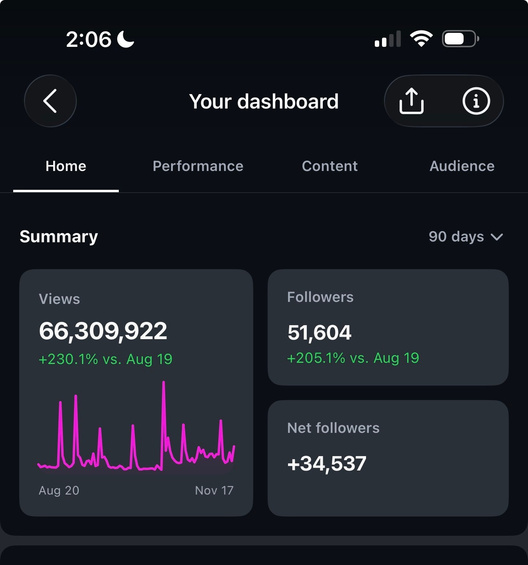 2:06
Your dashboard
Home Performance Content Audience
Summary
90 days
Views
66,309,922
+230.1% vs. Aug 19
Aug 20
Nov 17
Followers
51,604
+205.1% vs. Aug 19
Net followers
+34,537